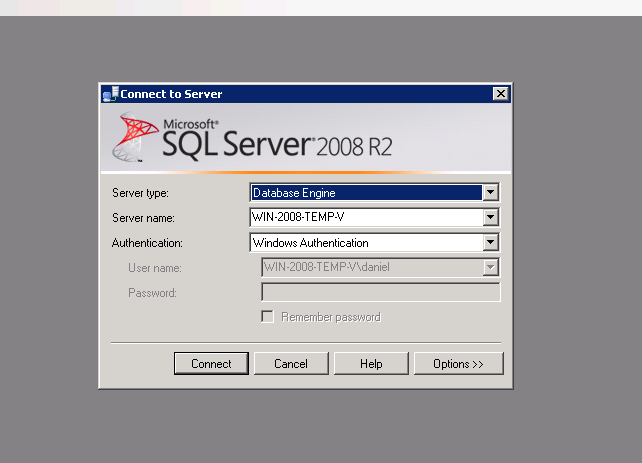 Connect to Server
Microsoft®
SQL Server® 2008 R2
Server type: Database Engine
Server name: WIN-2008-TEMP-V
Authentication: Windows Authentication
User name: WIN-2008-TEMP-V\daniel
Password:
Remember password
Connect Cancel Help Options >>